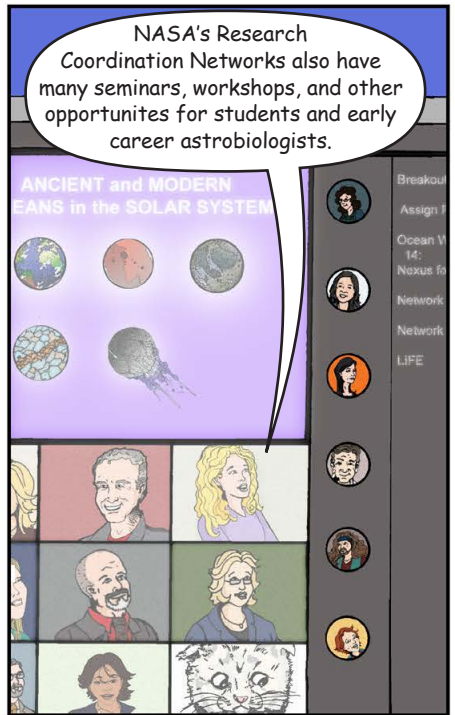 NASA's Research
Coordination Networks also have
many seminars, workshops, and other
opportunites for students and early
career astrobiologists.
ANCIENT and MODERN
EANS in the SOLAR SYSTEM
Breakout
Assign
Ocean W
14:
Nexus fo
Network
Network
LIFE